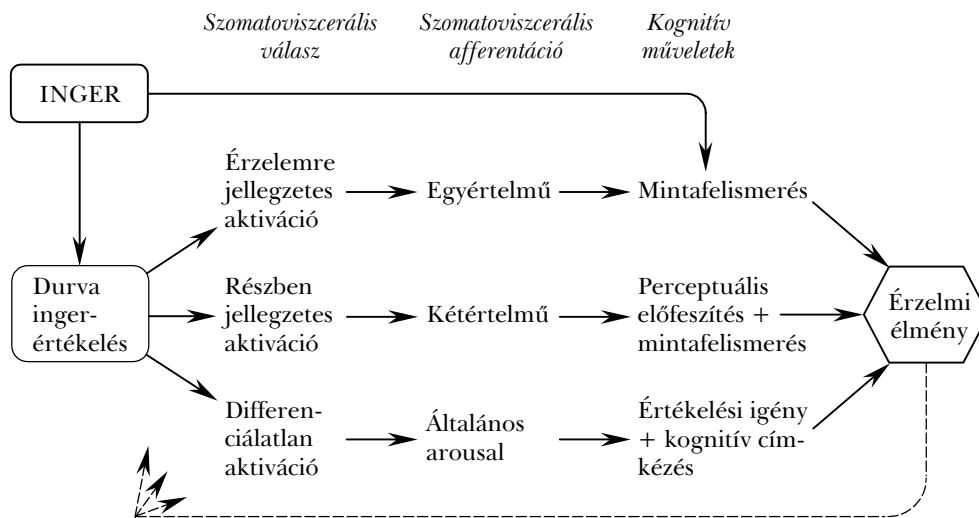 Szomatoviszcerális
válasz
Szomatoviszcerális
afferentáció
Kognitív
műveletek
INGER
Érzelemre
jellegzetes
aktiváció
Egyértelmű
Mintafelismerés
Durva
inger-
értékelés
Részben
jellegzetes
aktiváció
Kétértelmű
Perceptuális
előfeszítés +
mintafelismerés
Érzelmi
élmény
Differen-
ciálatlan
aktiváció
Általános
arousal
Értékelési igény
+ kognitív cím-
kézés